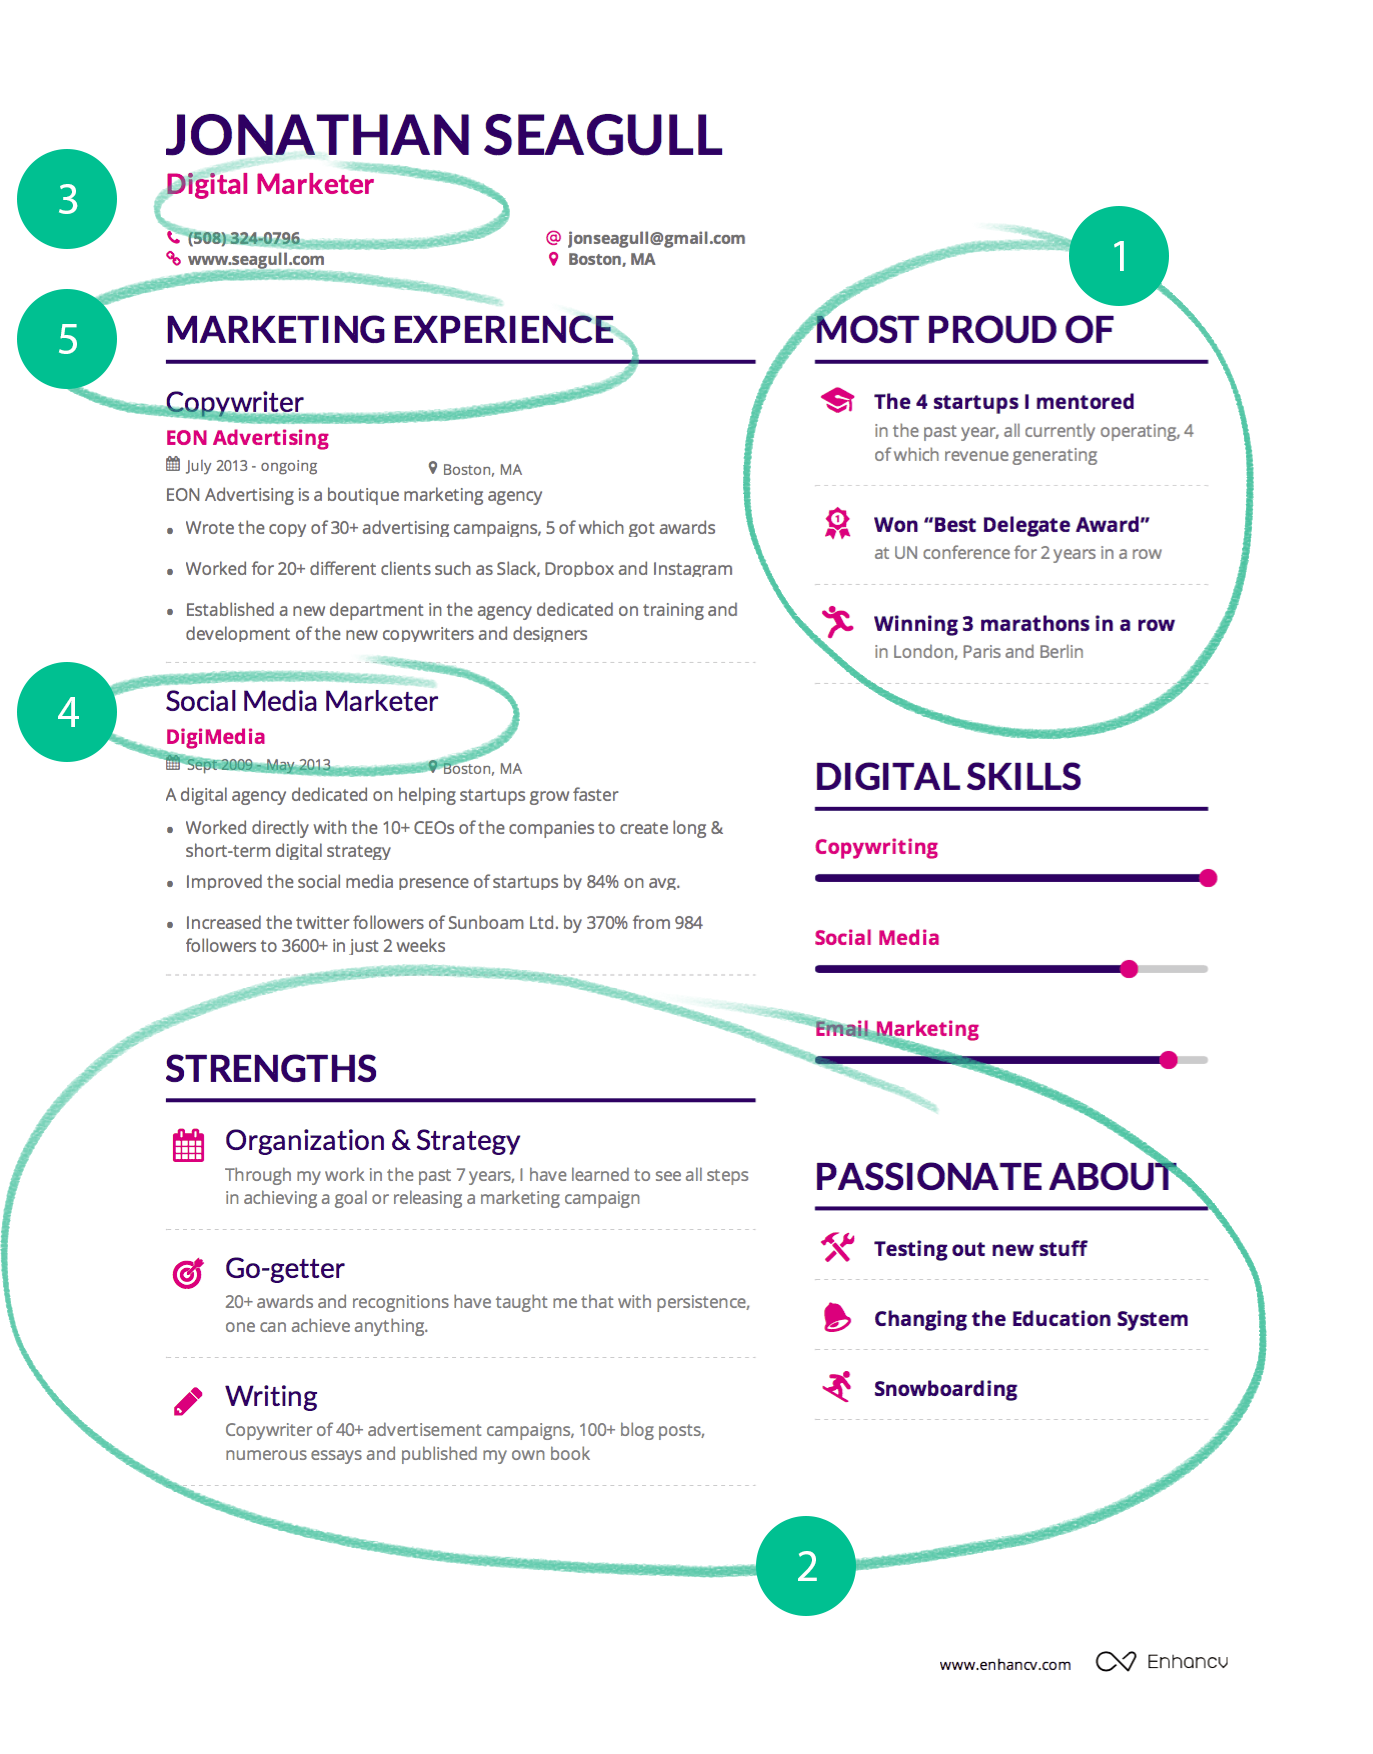 JONATHAN SEAGULL
Digital Marketer
(508) 324-0796
@ jonseagull@gmail.com
www.seagull.com
Boston, MA
3
5
MARKETING EXPERIENCE
Copywriter
EON Advertising
July 2013 - ongoing
Boston, MA
EON Advertising is a boutique marketing agency
• Wrote the copy of 30+ advertising campaigns, 5 of which got awards
• Worked for 20+ different clients such as Slack, Dropbox and Instagram
• Established a new department in the agency dedicated on training and
development of the new copywriters and designers
4
Social Media Marketer
DigiMedia
Sept 2009 - May 2013
Boston, MA
A digital agency dedicated on helping startups grow faster
• Worked directly with the 10+ CEOs of the companies to create long &
short-term digital strategy
• Improved the social media presence of startups by 84% on avg.
• Increased the twitter followers of Sunboam Ltd. by 370% from 984
followers to 3600+ in just 2 weeks
STRENGTHS
Organization & Strategy
Through my work in the past 7 years, I have learned to see all steps
in achieving a goal or releasing a marketing campaign
Go-getter
20+ awards and recognitions have taught me that with persistence,
one can achieve anything.
Writing
Copywriter of 40+ advertisement campaigns, 100+ blog posts,
numerous essays and published my own book
1
MOST PROUD OF
The 4 startups I mentored
in the past year, all currently operating, 4
of which revenue generating
1
Won “Best Delegate Award”
at UN conference for 2 years in a row
Winning 3 marathons in a row
in London, Paris and Berlin
DIGITAL SKILLS
Copywriting
Social Media
Email Marketing
PASSIONATE ABOUT
Testing out new stuff
Changing the Education System
Snowboarding
2
www.enhancv.com
Enhancv